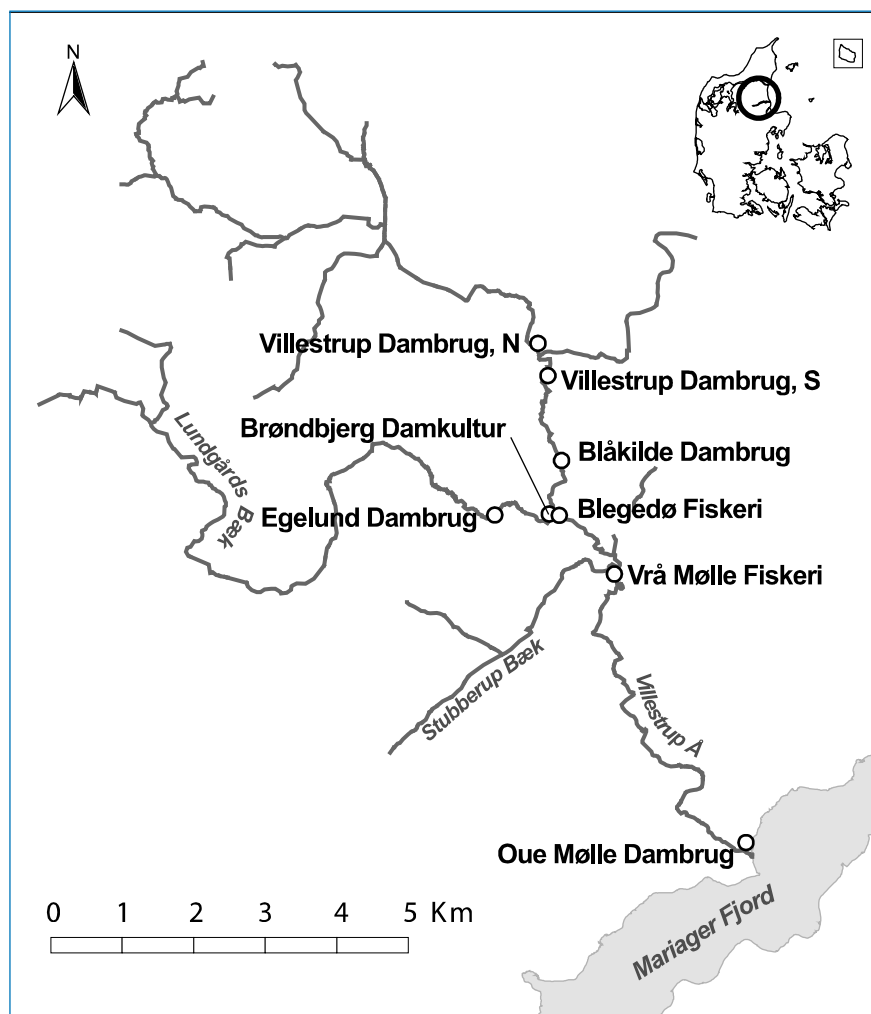 N
Villestrup Dambrug, N
Villestrup Dambrug, S
Brøndbjerg Damkultur
Blåkilde Dambrug
Lundgårds Bæk
Egelund Dambrug
Blegedø Fiskeri
Vrå Mølle Fiskeri
Stubberup Bæk
Villestrup Å
Oue Mølle Dambrug
0 1 2 3 4 5 Km
Mariager Fjord